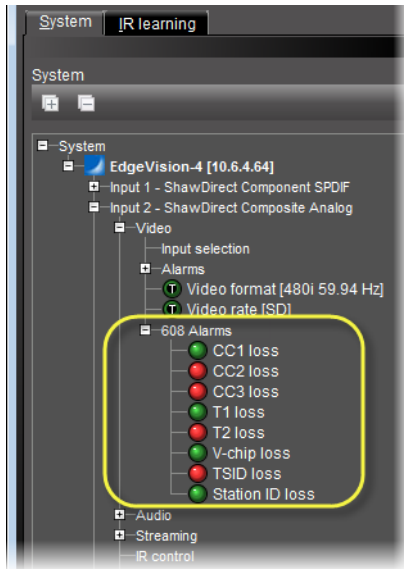 System
IR learning
System
System
EdgeVision-4 [10.6.4.64]
Input 1 - ShawDirect Component SPDIF
Input 2 - ShawDirect Composite Analog
Video
Input selection
Alarms
T Video format [480i 59.94 Hz]
T Video rate [SD]
608 Alarms
CC1 loss
CC2 loss
CC3 loss
T1 loss
T2 loss
V-chip loss
TSID loss
Station ID loss
Audio
Streaming
IR control